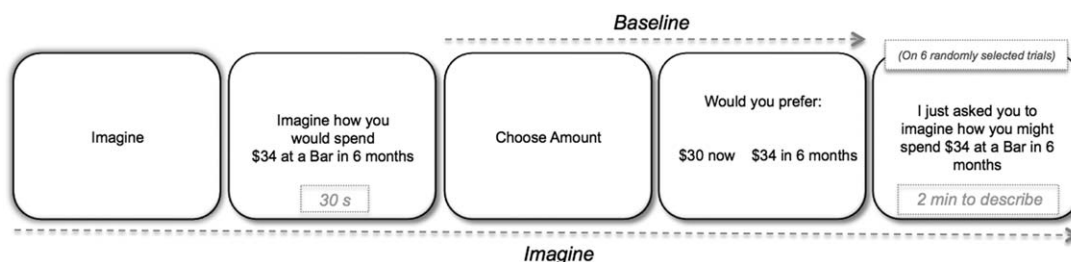 Baseline
Imagine
Imagine how you
would spend
$34 at a Bar in 6 months
30 s
Choose Amount
Would you prefer:
$30 now $34 in 6 months
(On 6 randomly selected trials)
I just asked you to
imagine how you might
spend $34 at a Bar in 6
months
2 min to describe
Imagine